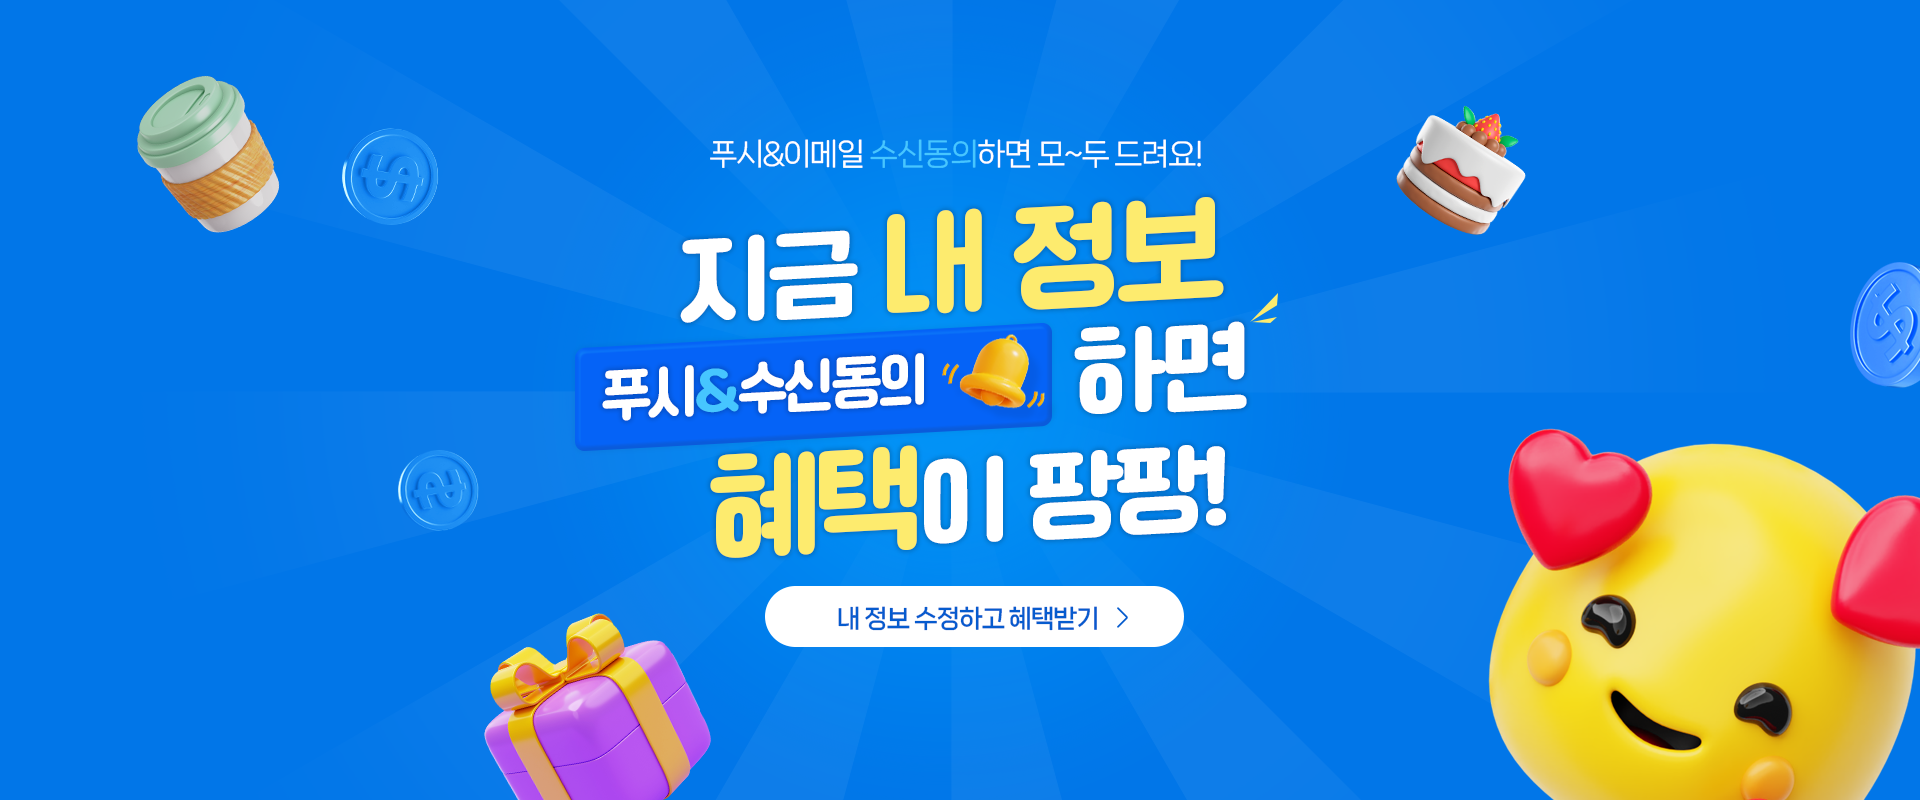 푸시&이메일 수신동의하면 모~두 드려요!
지금 내 정보
푸시&수신동의 하면
혜택이 팡팡!
내 정보 수정하고 혜택받기 >